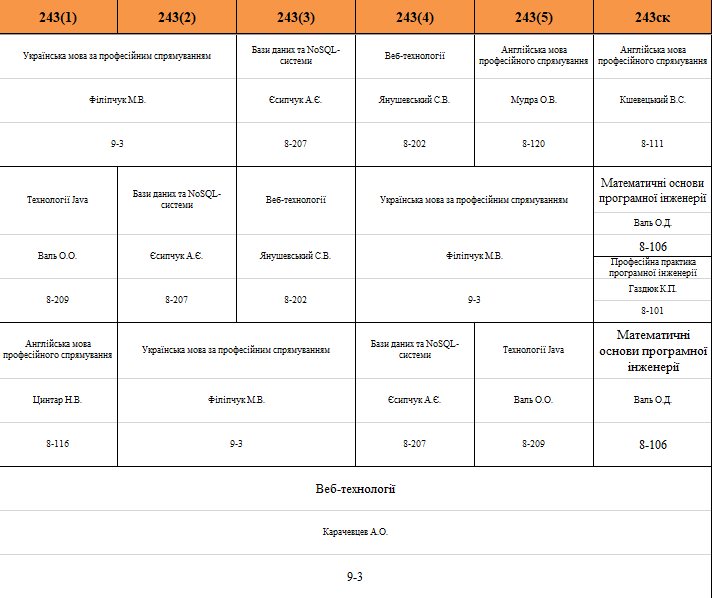 243(1) 243(2) 243(3) 243(4) 243(5) 243ск
Українська мова за професійним спрямуванням
Бази даних та NoSQL-
системи
Веб-технології
Англійська мова
професійного спрямування
Англійська мова
професійного спрямування
Філіпчук М.В. Єсипчук А.Є. Янушевський С.В. Мудра О.В. Кшевецький В.С.
9-3 8-207 8-202 8-120 8-111
Технології Java
Бази даних та NoSQL-
системи
Веб-технології
Українська мова за професійним спрямуванням
Математичні основи
програмної інженерії
Валь О.Д.
8-106
Валь О.О. Єсипчук А.Є. Янушевський С.В. Філіпчук М.В.
Професійна практика
програмної інженерії
Газдюк К.П.
8-209 8-207 8-202 9-3 8-101
Англійська мова
професійного спрямування
Українська мова за професійним спрямуванням
Бази даних та NoSQL-
системи
Технології Java
Математичні
основи програмної
інженерії
Цинтар Н.В. Філіпчук М.В. Єсипчук А.Є. Валь О.О. Валь О.Д.
8-116 9-3 8-207 8-209 8-106
Веб-технології
Карачевцев А.О.
9-3